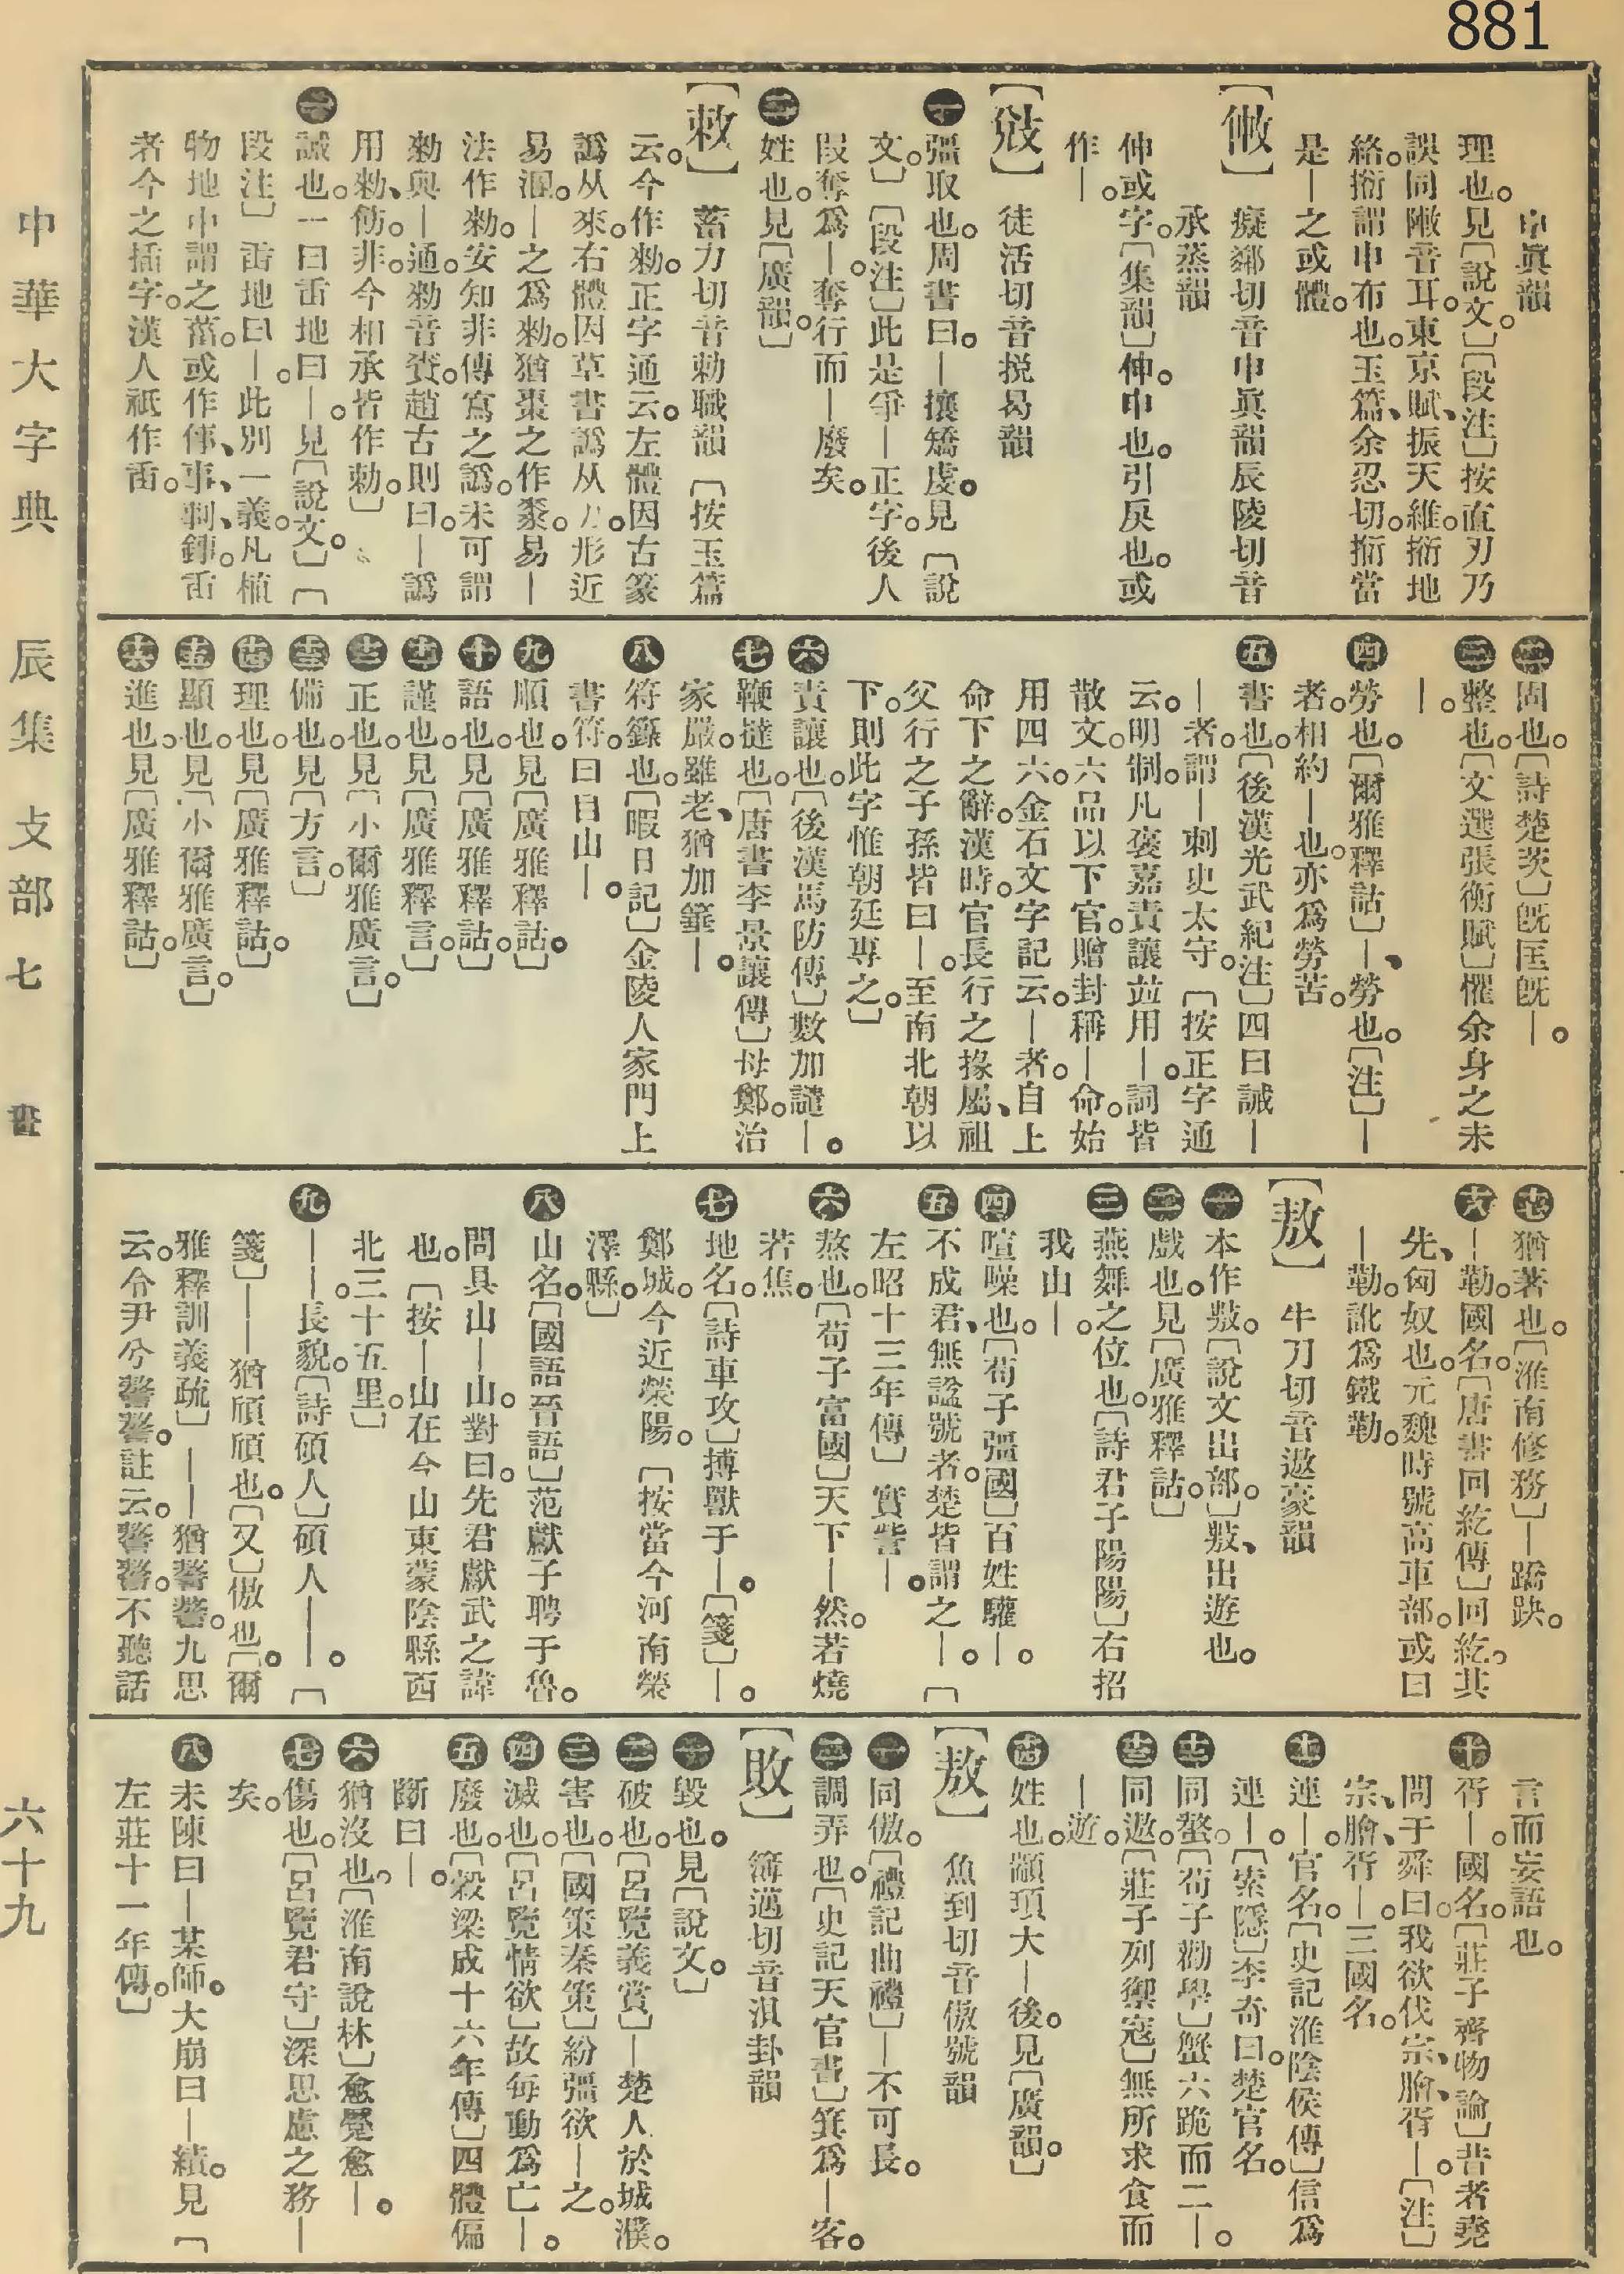 881
申眞韻
理也。見〔說文。〕〔段注〕按直刃乃
誤同陳音耳。東京賦、振天維。㧣地
絡。㧣謂申布也。玉篇、余忍切。㧣當
是｜之或體。
癡鄰切音申眞韻辰陵切音
承蒸韻
伸或字。〔集韻〕伸。申也。引戾也。或
作｜。
〔敓〕 徒活切音挩曷韻
一 彊取也。周書曰。｜攘矯虔。見〔說
文。〕〔段注〕此是爭｜正字。後人
叚奪爲｜。奪行而｜廢矣。
二 姓也。見〔廣韻。〕
〔敕〕 蓄力切音勅職韻〔按玉篇
云。今作勑。正字通云。左體因古篆
譌从來。右體因草書譌从力。形近
易溷。｜之爲勑。猶棗之作枣。易｜
法作勑。安知非傳寫之譌。未可謂
勑與｜通。勑音賚。趙古則曰。｜譌
用勑、飭。非。今相承皆作勅。〕
一 誡也。一曰臿地曰｜。見〔說文。〕〔
段注〕臿地曰｜。此別一義。凡植
物地中謂之菑。或作傳、事、剚、鎛。臿
者今之插字。漢人祇作臿。
二 固也。〔詩楚茨〕旣匡旣｜。
三 整也。〔文選張衡賦〕懼余身之未
｜。
四 勞也。〔爾雅釋詁〕｜、勞也。〔注〕｜
者。相約｜也。亦爲勞苦。
五 書也。〔後漢光武紀注〕四曰誡｜
｜者。謂｜刺史太守。〔按正字通
云。明制。凡褒嘉責讓竝用｜。詞皆
散文。六品以下官。贈封稱｜命。始
用四六。金石文字記云。｜者。自上
命下之辭。漢時。官長行之掾屬、祖
父行之子孫皆曰｜。至南北朝以
下。則此字惟朝廷專之。〕
六 責讓也。〔後漢馬防傳〕數加譴｜。
七 鞭撻也。〔唐書李景讓傳〕母鄭。治
家嚴。雖老、猶加箠｜。
八 符籙也。〔暇日記〕金陵人家門上
書符。曰自山｜。
九 順也。見〔廣雅釋詁。〕
十 語也。見〔廣雅釋詁。〕
十一 謹也。見〔廣雅釋言。〕
十二 正也。見〔小爾雅廣言。〕
十三 備也。見〔方言。〕
十四 理也。見〔廣雅釋詁。〕
十五 顯也。見〔小爾雅廣言。〕
十六 進也。見〔廣雅釋詁。〕
十七 猶著也。〔淮南修務〕｜蹻趹。
十八 ｜勒。國名。〔唐書回紇傳〕回紇。其
先、匈奴也。元魏時號高車部。或曰
｜勒。訛爲鐵勒。
〔敖〕 牛刀切音遨豪韻
一 本作敖。〔說文出部。〕敖、出遊也。
二 戲也。見〔廣雅釋詁。〕
三 燕舞之位也。〔詩君子陽陽〕右招
我山｜。
四 喧噪也。〔荀子彊國〕百姓讙｜。
五 不成君、無諡號者。楚皆謂之｜。〔
左昭十三年傳〕實訾｜。
六 熬也。〔荀子富國〕天下｜然。若燒
若焦。
七 地名。〔詩車攻〕搏獸于｜。〔箋〕｜。
鄭城。今近滎陽。〔按當今河南滎
澤縣。〕
八 山名。〔國語晉語〕范獻子聘于魯。
問具山｜山。對曰。先君獻武之諱
也。〔按｜山在今山東蒙陰縣西
北三十五里。〕
九 ｜｜。長貌。〔詩碩人〕碩人｜｜。〔
箋〕｜｜猶頎頎也。〔又〕傲也。〔爾
雅釋訓義疏〕｜｜猶謷謷。九思
云。令尹兮謷謷。註云。謷謷。不聽話
言而妄語也。
十 胥｜。國名。〔莊子齊物論〕昔者堯
問于舜曰。我欲伐宗、膾、胥｜。〔注〕
宗、膾、胥｜。三國名。
十一 連｜。官名。〔史記淮陰侯傳〕信爲
連｜。〔索隱〕李奇曰。楚官名。
十二 同螯。〔荀子勸學〕蟹六跪而二｜。
十三 同遨。〔莊子列禦寇〕無所求食而
｜遊。
十四 姓也。顓頊大｜後。見〔廣韻。〕
〔敖〕 魚到切音傲號韻
一 同傲。〔禮記曲禮〕｜不可長。
二 調弄也。〔史記天官書〕箕爲｜客。
〔敗〕 簿邁切音浿卦韻
一 毀也。見〔說文。〕
二 破也。〔呂覽義賞〕｜楚人於城濮。
三 害也。〔國策秦策〕紛彊欲｜之。
四 滅也。〔呂覽情欲〕故每動爲亡｜。
五 廢也。〔穀梁成十六年傳〕四體偏
斷曰｜。
六 猶沒也。〔淮南說林〕愈蹷愈｜。
七 傷也。〔呂覽君守〕深思慮之務｜
矣。
八 未陳曰｜某師。大崩曰｜績。見〔
左莊十一年傳。〕
中華大字典 辰集 攴部 七畫 六十九